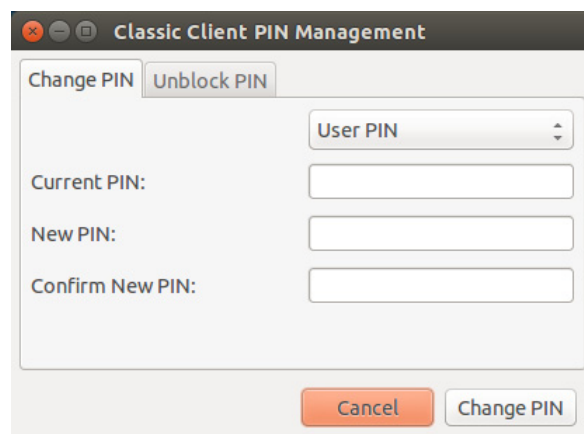 Classic Client PIN Management
Change PIN Unblock PIN
User PIN
Current PIN:
New PIN:
Confirm New PIN:
Cancel Change PIN